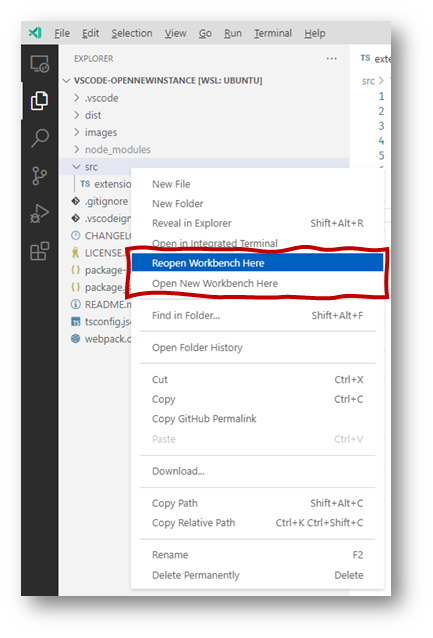 File Edit Selection View Go Run Terminal Help
EXPLORER ...
VSCODE-OPENNEWINSTANCE [WSL: UBUNTU]
.vscode
dist
images
node_modules
src
TS extension
.gitignore
.vscodeign
CHANGELO
LICENSE.m
package-
package.js
README.m
tsconfig.jso
webpack.c
New File
New Folder
Reveal in Explorer Shift+Alt+R
Open in Integrated Terminal
Reopen Workbench Here
Open New Workbench Here
Find in Folder... Shift+Alt+F
Open Folder History
Cut Ctrl+X
Copy Ctrl+C
Copy GitHub Permalink
Paste Ctrl+V
Download...
Copy Path Shift+Alt+C
Copy Relative Path Ctrl+K Ctrl+Shift+C
Rename F2
Delete Permanently Delete
TS exte
src
1
2
3
4
5